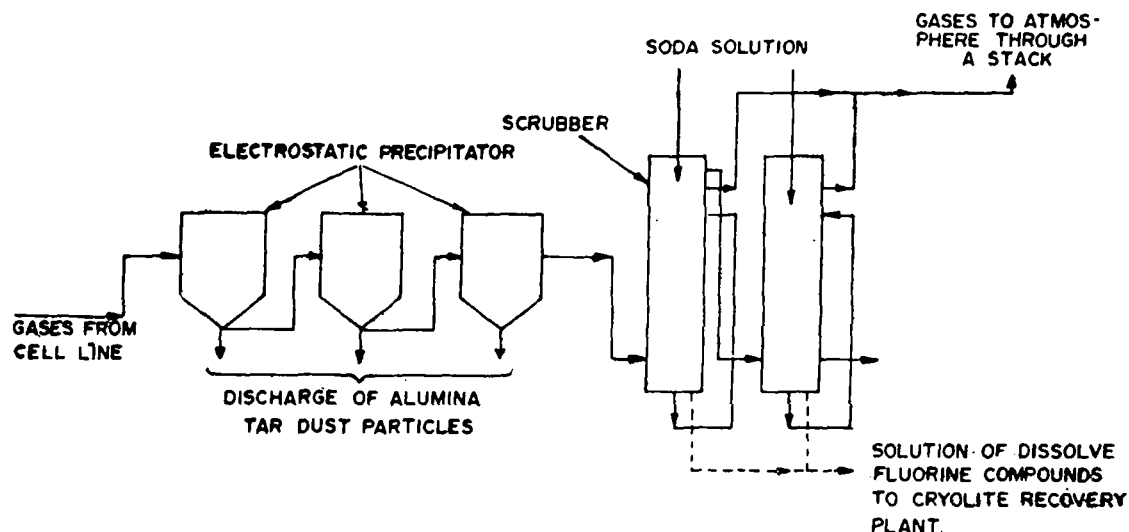 GASES TO ATMOS-
PHERE THROUGH
A STACK
SODA SOLUTION
SCRUBBER
ELECTROSTATIC PRECIPITATOR
GASES FROM
CELL LINE
DISCHARGE OF ALUMINA
TAR DUST PARTICLES
SOLUTION OF DISSOLVE
FLUORINE COMPOUNDS
TO CRYOLITE RECOVERY
PLANT.